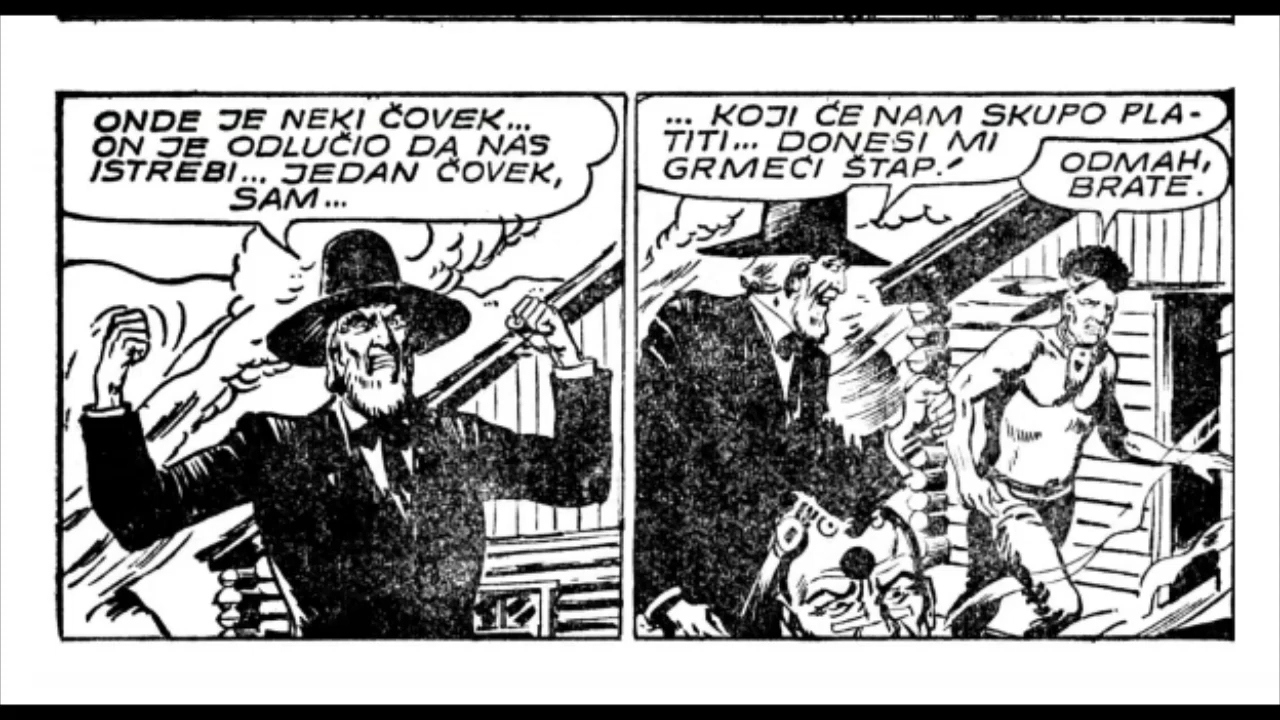 ONDE JE NEKI ČOVEK...
ON JE ODLUČIO DA NAS
ISTREBI... JEDAN ČOVEK,
SAM...
... KOJI ĆE NAM SKUPO PLA-
TITI... DONESI MI
GRMEĆI ŠTAP!
ODMAH,
BRATE.